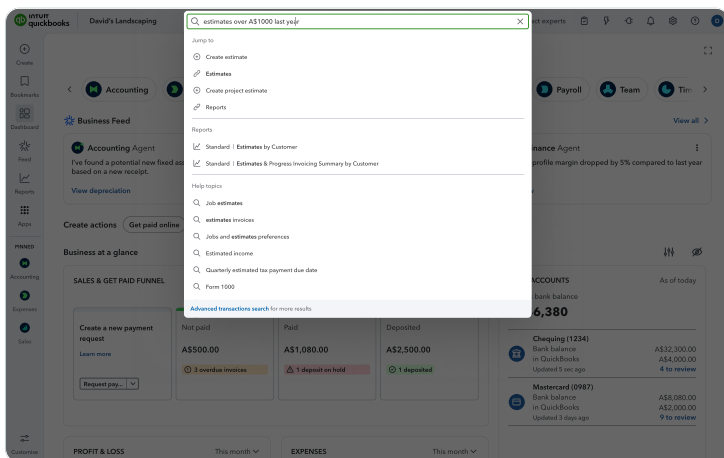 INTUIT
quickbooks
David's Landscaping
estimates over A$1000 last year
act experts
D
Jump to
Create estimate
Estimates
Create project estimate
Reports
Reports
Standard | Estimates by Customer
Standard | Estimates & Progress Invoicing Summary by Customer
Help topics
Job estimates
estimates invoices
Jobs and estimates preferences
Estimated income
Quarterly estimated tax payment due date
Form 1000
Advanced transactions search for more results
Create
Bookmarks
Dashboard
Feed
Reports
Apps
PINNED
Accounting
Expenses
Sales
Customise
Accounting
Payroll
Team
Tim
Business Feed
View all
Accounting Agent
I've found a potential new fixed ass
based on a new receipt.
View depreciation
nance Agent
profile margin dropped by 5% compared to last year
Create actions
Get paid online
Business at a glance
SALES & GET PAID FUNNEL
Create a new payment
request
Learn more
Request pay...
Not paid
A$500.00
3 overdue invoices
Paid
A$1,080.00
1 deposit on hold
Deposited
A$2,500.00
1 deposited
ACCOUNTS
As of today
bank balance
6,380
Chequing (1234)
Bank balance
A$32,300.00
in QuickBooks
A$4,000.00
Updated 5 sec ago
4 to review
Mastercard (0987)
Bank balance
A$8,080.00
in QuickBooks
A$2,000.00
Updated 3 days ago
9 to review
PROFIT & LOSS
This month
EXPENSES
This month